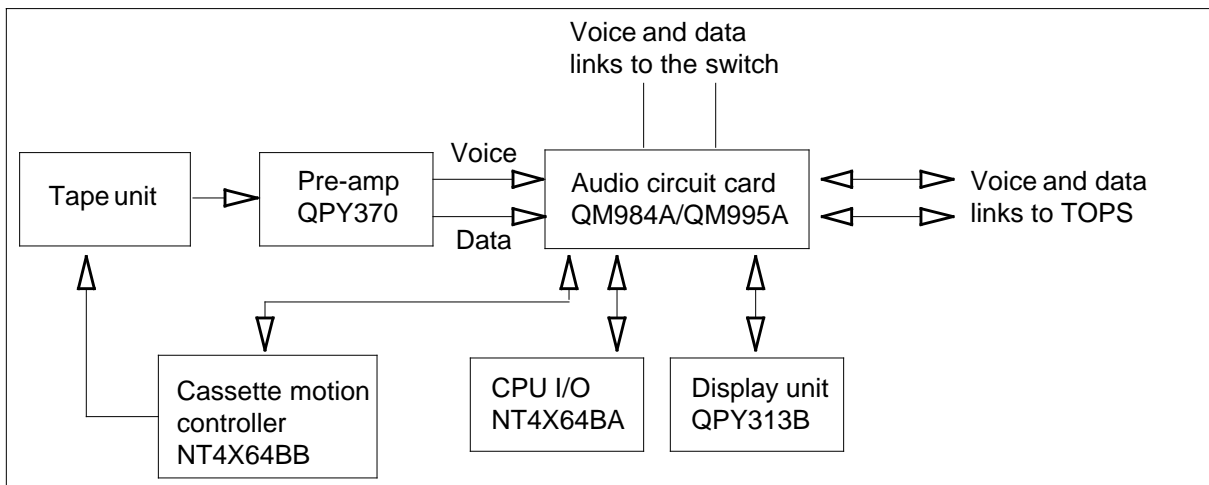 Voice and data
links to the switch
Voice
Tape unit
Pre-amp
QPY370
Audio circuit card
QM984A/QM995A
Voice and data
links to TOPS
Data
Cassette motion
controller
NT4X64BB
CPU I/O
NT4X64BA
Display unit
QPY313B